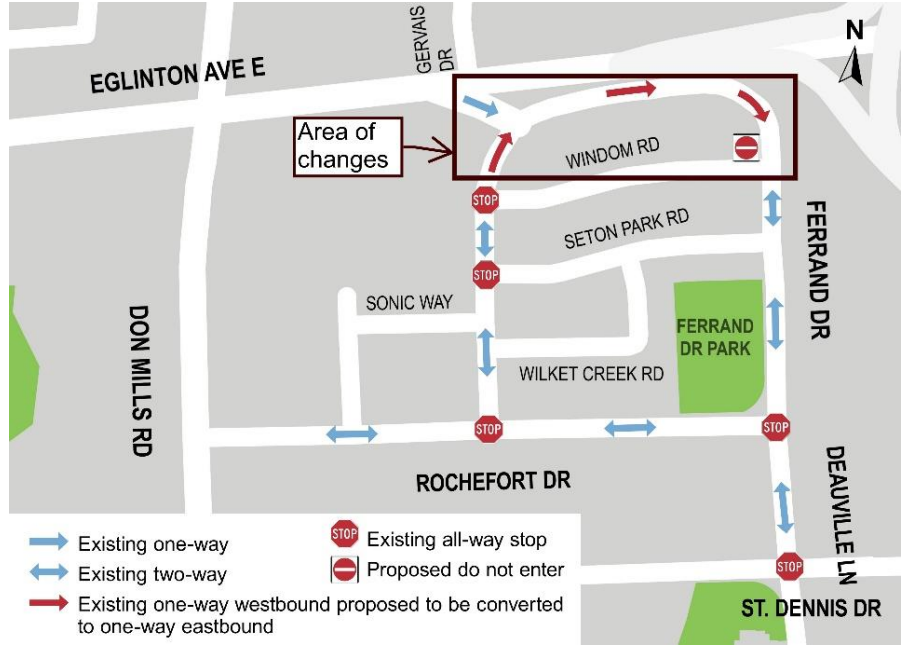 N
EGLINTON AVE E
GERVAIS
DR
Area of
changes
WINDOM RD
STOP
SETON PARK RD
STOP
FERRAND DR
SONIC WAY
DON MILLS RD
FERRAND
DR PARK
WILKET CREEK RD
STOP
STOP
ROCHEFORT DR
DEAUVILLE LN
STOP
ST. DENNIS DR
Existing one-way
Existing two-way
Existing one-way westbound proposed to be converted
to one-way eastbound
STOP Existing all-way stop
Proposed do not enter